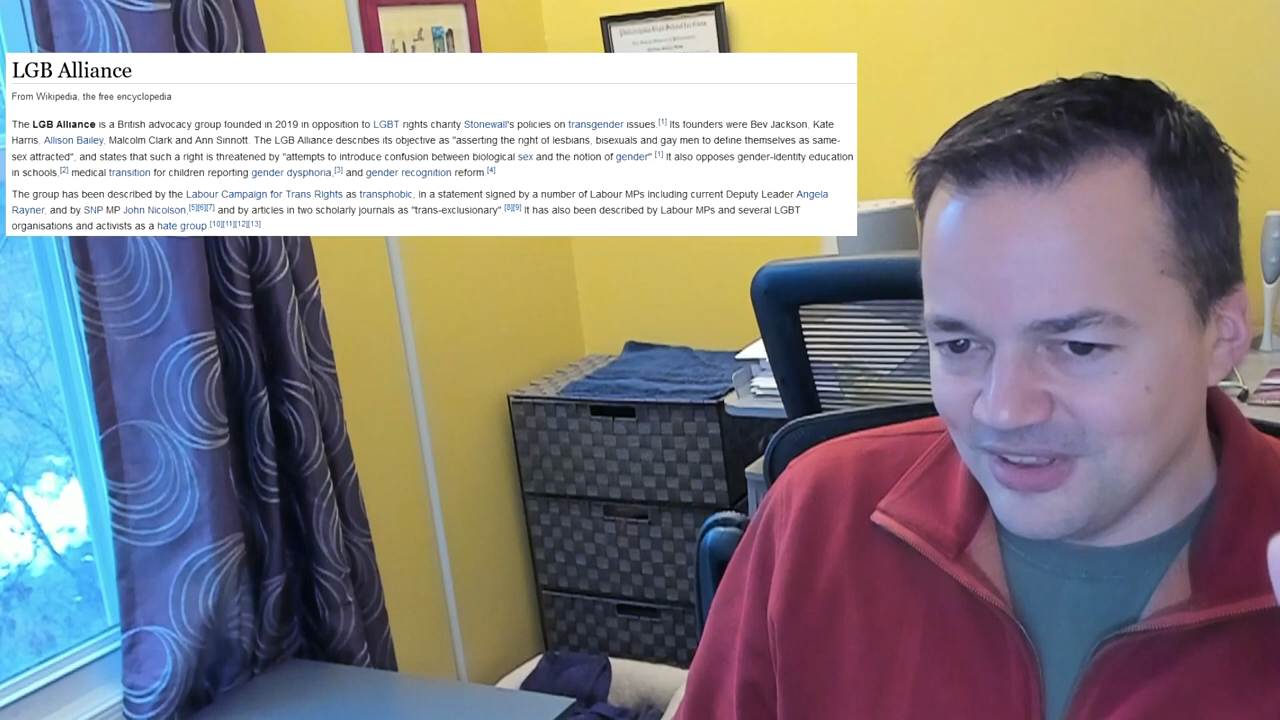 LGB Alliance
From Wikipedia, the free encyclopedia
The LGB Alliance is a British advocacy group founded in 2019 in opposition to LGBT rights charity Stonewall's policies on transgender issues.[1] Its founders were Bev Jackson, Kate
Harris, Allison Bailey, Malcolm Clark and Ann Sinnott. The LGB Alliance describes its objective as "asserting the right of lesbians, bisexuals and gay men to define themselves as same-
sex attracted", and states that such a right is threatened by "attempts to introduce confusion between biological sex and the notion of gender".[1] It also opposes gender-identity education
in schools,[2] medical transition for children reporting gender dysphoria,[3] and gender recognition reform.[4]
The group has been described by the Labour Campaign for Trans Rights as transphobic, in a statement signed by a number of Labour MPs including current Deputy Leader Angela
Rayner, and by SNP MP John Nicolson,[5][6][7] and by articles in two scholarly journals as "trans-exclusionary".[8][9] It has also been described by Labour MPs and several LGBT
organisations and activists as a hate group.[10][11][12][13]